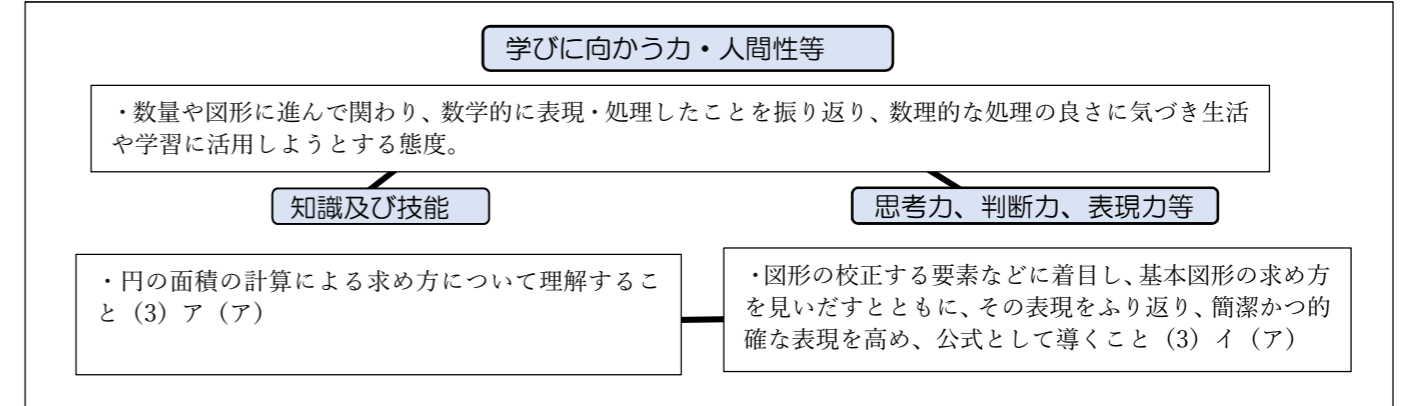 学びに向かう力・人間性等
・数量や図形に進んで関わり、数学的に表現・処理したことを振り返り、数理的な処理の良さに気づき生活
や学習に活用しようとする態度。
知識及び技能
思考力、判断力、表現力等
・円の面積の計算による求め方について理解するこ
と（3）ア（ア）
・図形の校正する要素などに着目し、基本図形の求め方
を見いだすとともに、その表現をふり返り、簡潔かつ的
確な表現を高め、公式として導くこと（3）イ（ア）